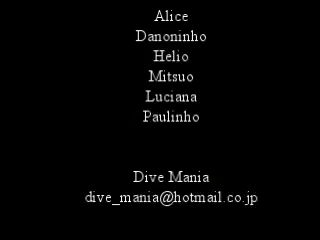 Alice
Danoninho
Helio
Mitsuo
Luciana
Paulinho
Dive Mania
dive_mania@hotmail.co.jp